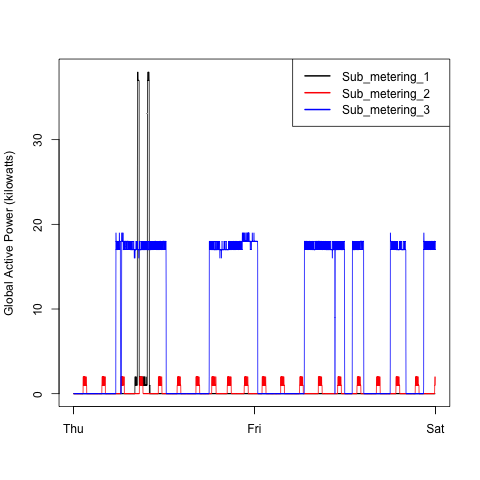 Sub_metering_1
Sub_metering_2
Sub_metering_3
Global Active Power (kilowatts)
30
20
10
0
Thu Fri Sat